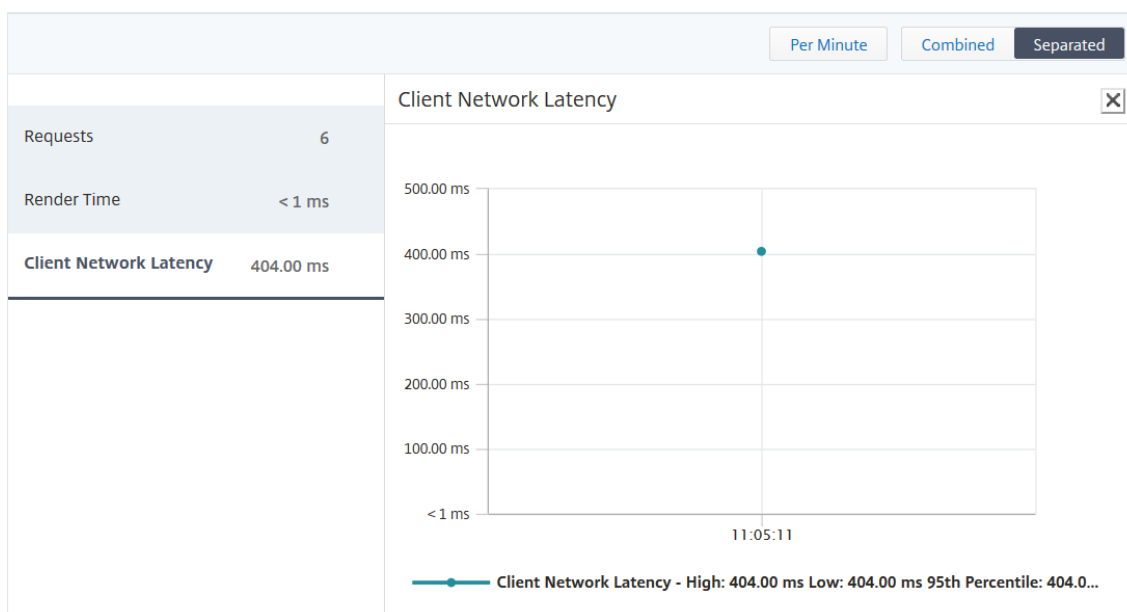 Per Minute Combined Separated
Client Network Latency
Requests 6
Render Time < 1 ms
Client Network Latency 404.00 ms
500.00 ms
400.00 ms
300.00 ms
200.00 ms
100.00 ms
< 1 ms
11:05:11
Client Network Latency - High: 404.00 ms Low: 404.00 ms 95th Percentile: 404.0...